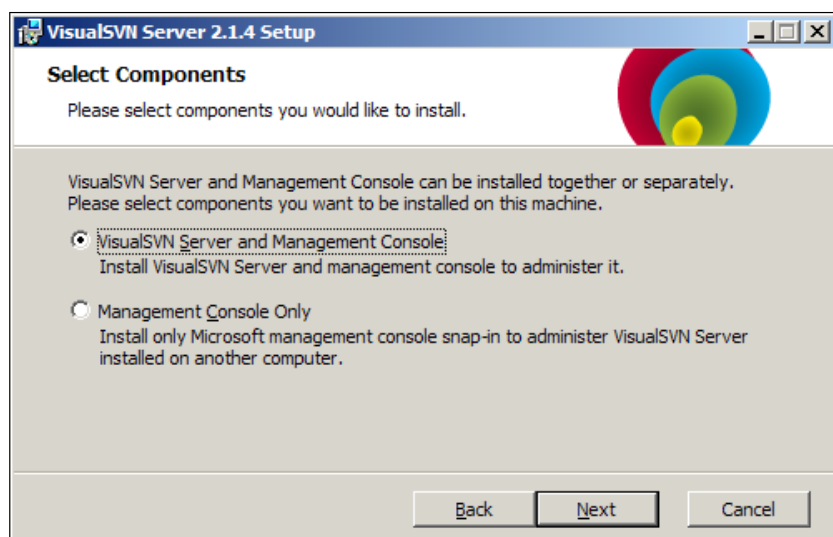 VisualSVN Server 2.1.4 Setup
Select Components
Please select components you would like to install.
VisualSVN Server and Management Console can be installed together or separately.
Please select components you want to be installed on this machine.
VisualSVN Server and Management Console
Install VisualSVN Server and management console to administer it.
Management Console Only
Install only Microsoft management console snap-in to administer VisualSVN Server
installed on another computer.
Back Next Cancel